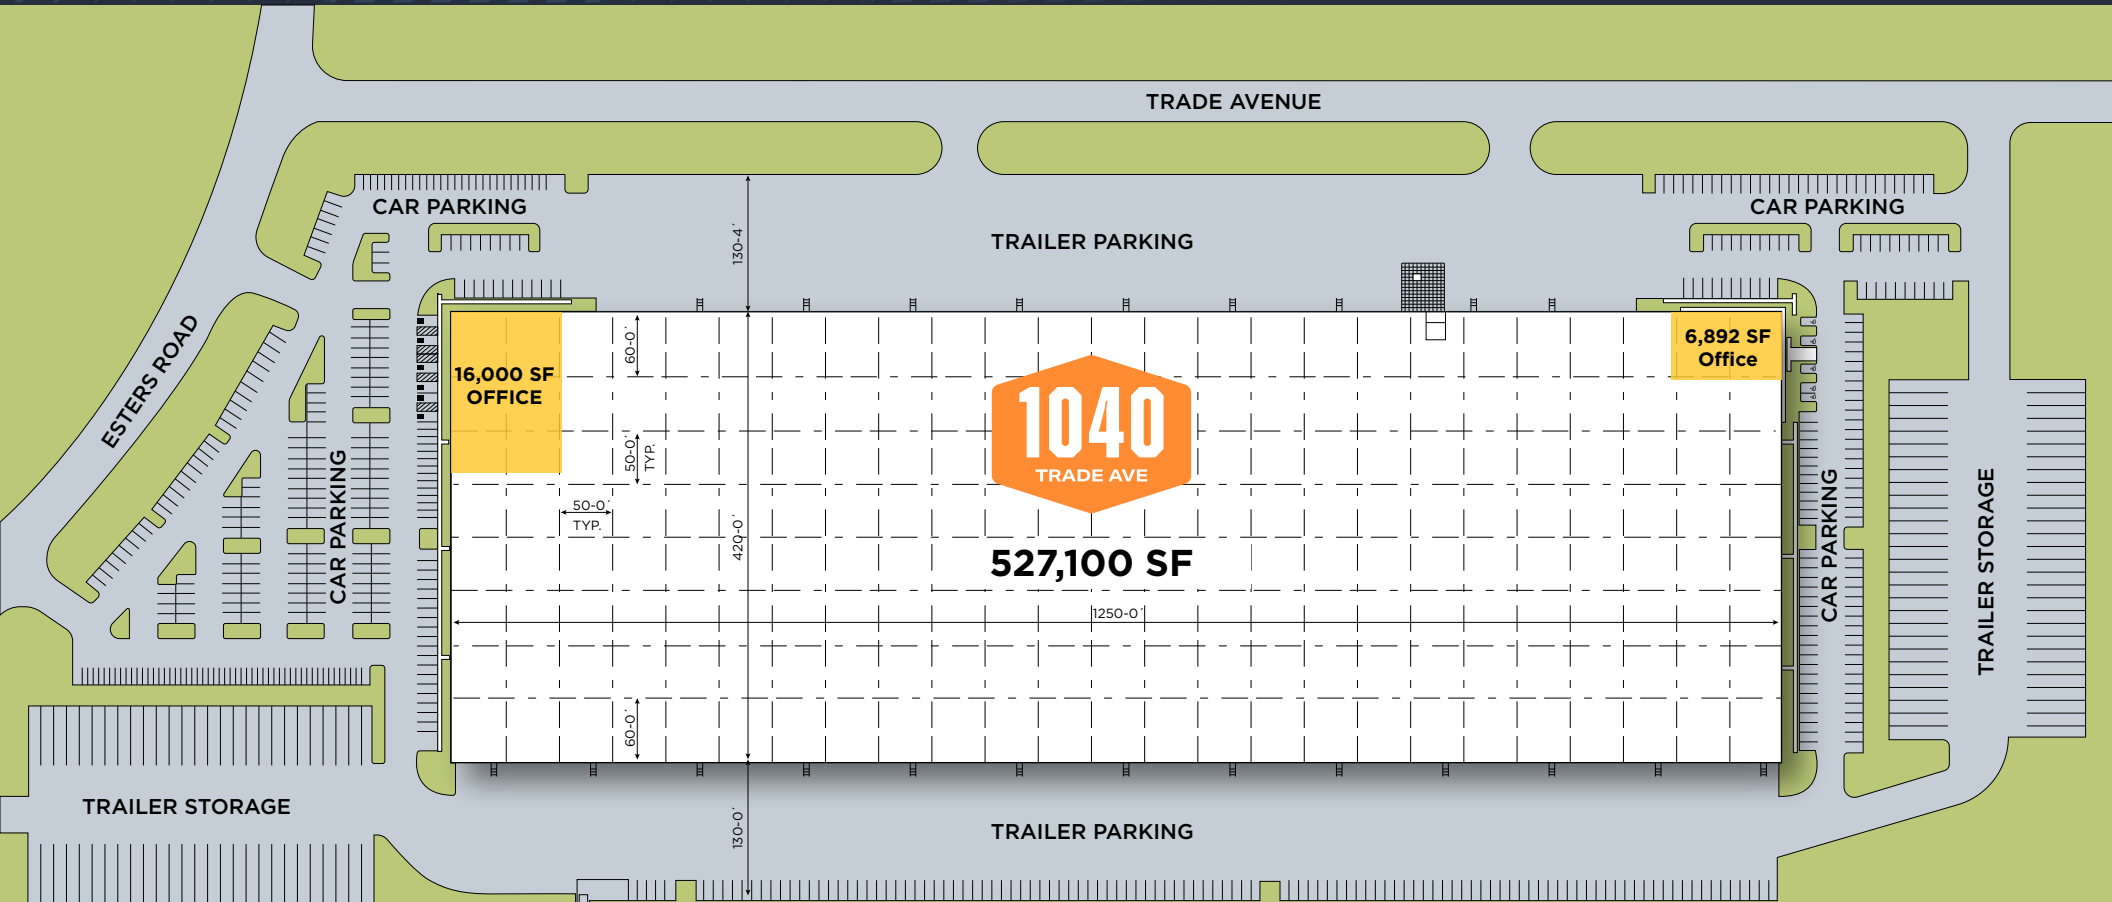 TRADE AVENUE
CAR PARKING
CAR PARKING
130-4´
TRAILER PARKING
ESTERS ROAD
16,000 SF
OFFICE
60-0´
6,892 SF
Office
1040
TRADE AVE
50-0´
TYP.
50-0´
TYP.
420-0´
527,100 SF
1250-0´
CAR PARKING
CAR PARKING
TRAILER STORAGE
60-0´
TRAILER STORAGE
130-0´
TRAILER PARKING